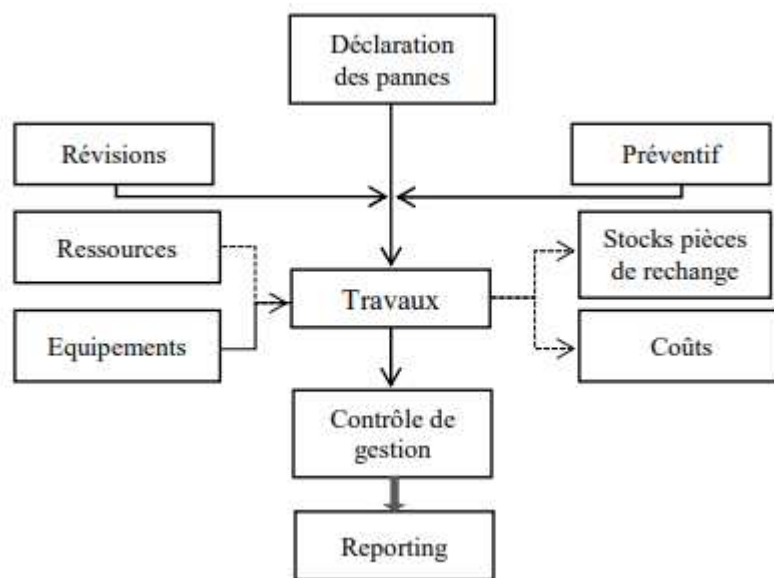 Déclaration
des pannes
Révisions
Préventif
Ressources
Stocks pièces
de rechange
Travaux
Equipements
Coûts
Contrôle de
gestion
Reporting